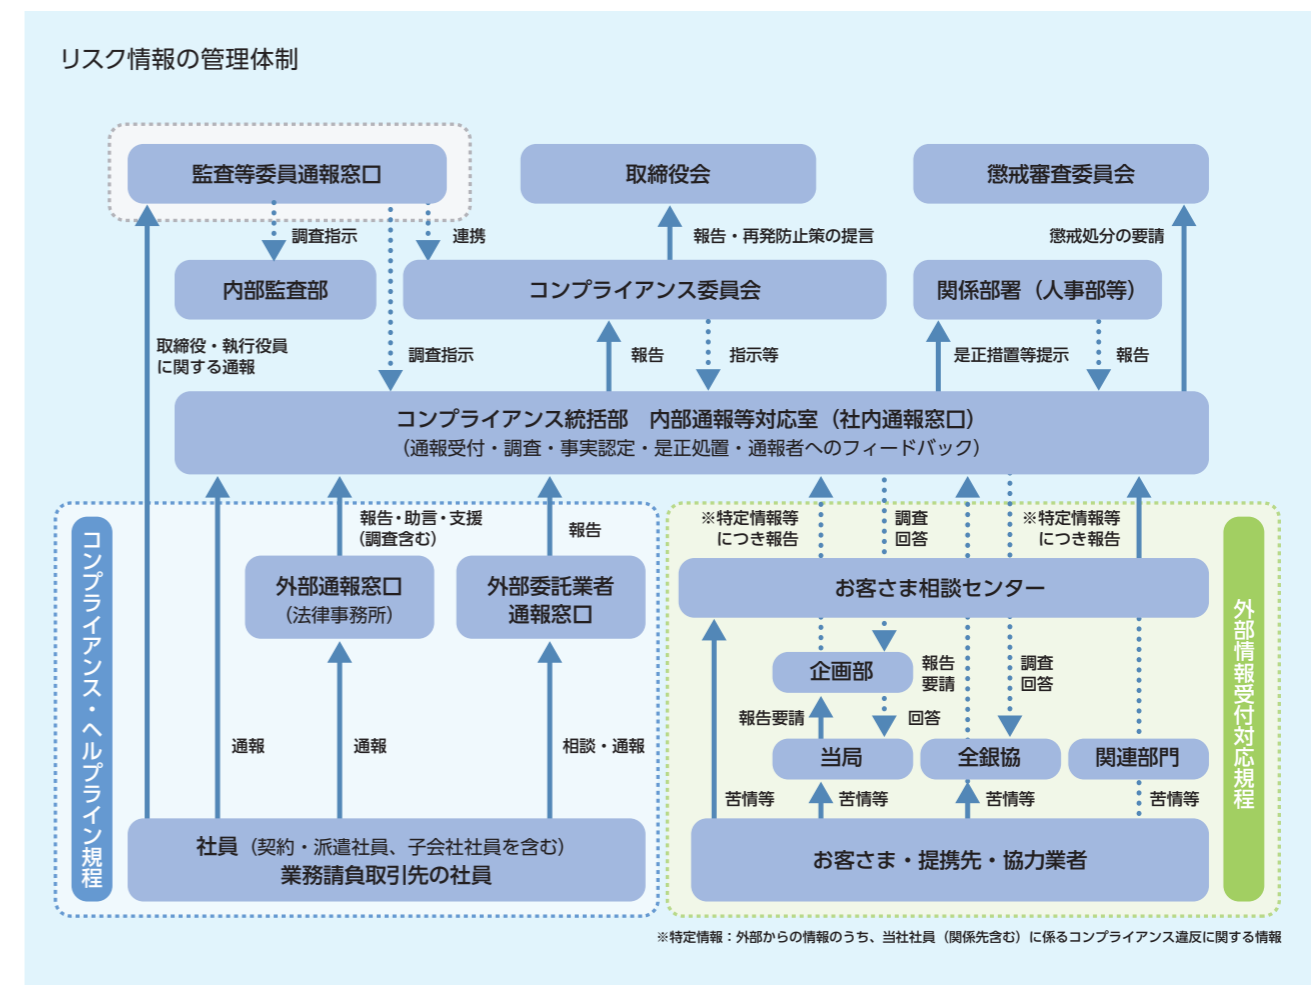 リスク情報の管理体制
監査等委員通報窓口
取締役会
懲戒審査委員会
調査指示
連携
報告・再発防止策の提言
懲戒処分の要請
内部監査部
コンプライアンス委員会
関係部署（人事部等）
取締役・執行役員
に関する通報
調査指示
報告
指示等
是正措置等提示
報告
コンプライアンス統括部　内部通報等対応室（社内通報窓口）
（通報受付・調査・事実認定・是正処置・通報者へのフィードバック）
コンプライアンス・ヘルプライン規程
報告・助言・支援
（調査含む）
報告
外部通報窓口
（法律事務所）
外部委託業者
通報窓口
通報
通報
相談・通報
社員（契約・派遣社員、子会社社員を含む）
業務請負取引先の社員
※特定情報等
につき報告
調査
回答
※特定情報等
につき報告
お客さま相談センター
企画部
報告
要請
調査
回答
報告要請
回答
当局
全銀協
関連部門
苦情等
苦情等
苦情等
苦情等
お客さま・提携先・協力業者
外部情報受付対応規程
※特定情報：外部からの情報のうち、当社社員（関係先含む）に係るコンプライアンス違反に関する情報